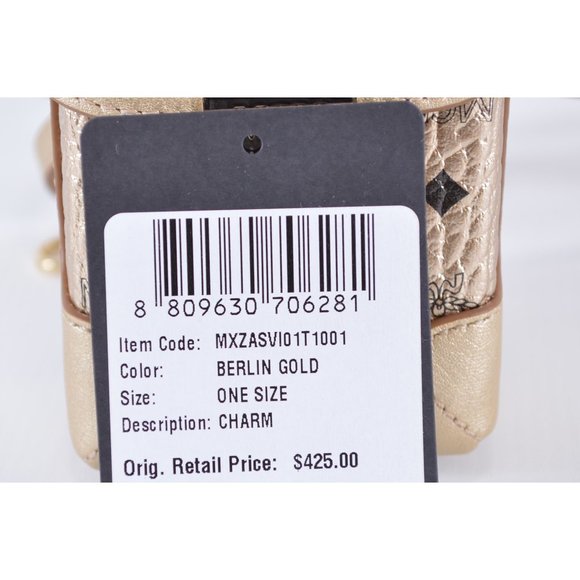 8 809630 706281
Item Code: MXZASVI01T1001
Color: BERLIN GOLD
Size: ONE SIZE
Description: CHARM
Orig. Retail Price: $425.00